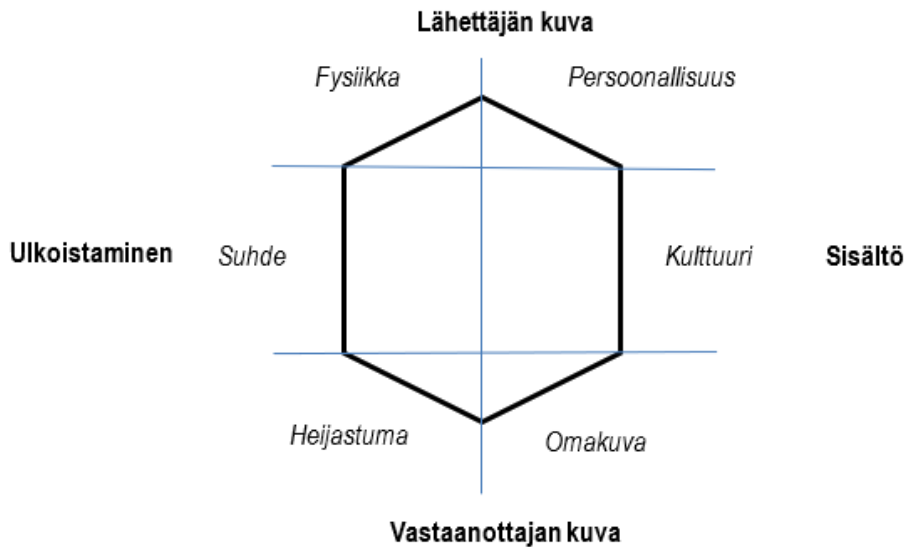 Lähettäjän kuva
Fysiikka
Persoonallisuus
Ulkoistaminen
Suhde
Kulttuuri
Sisältö
Heijastuma
Omakuva
Vastaanottajan kuva